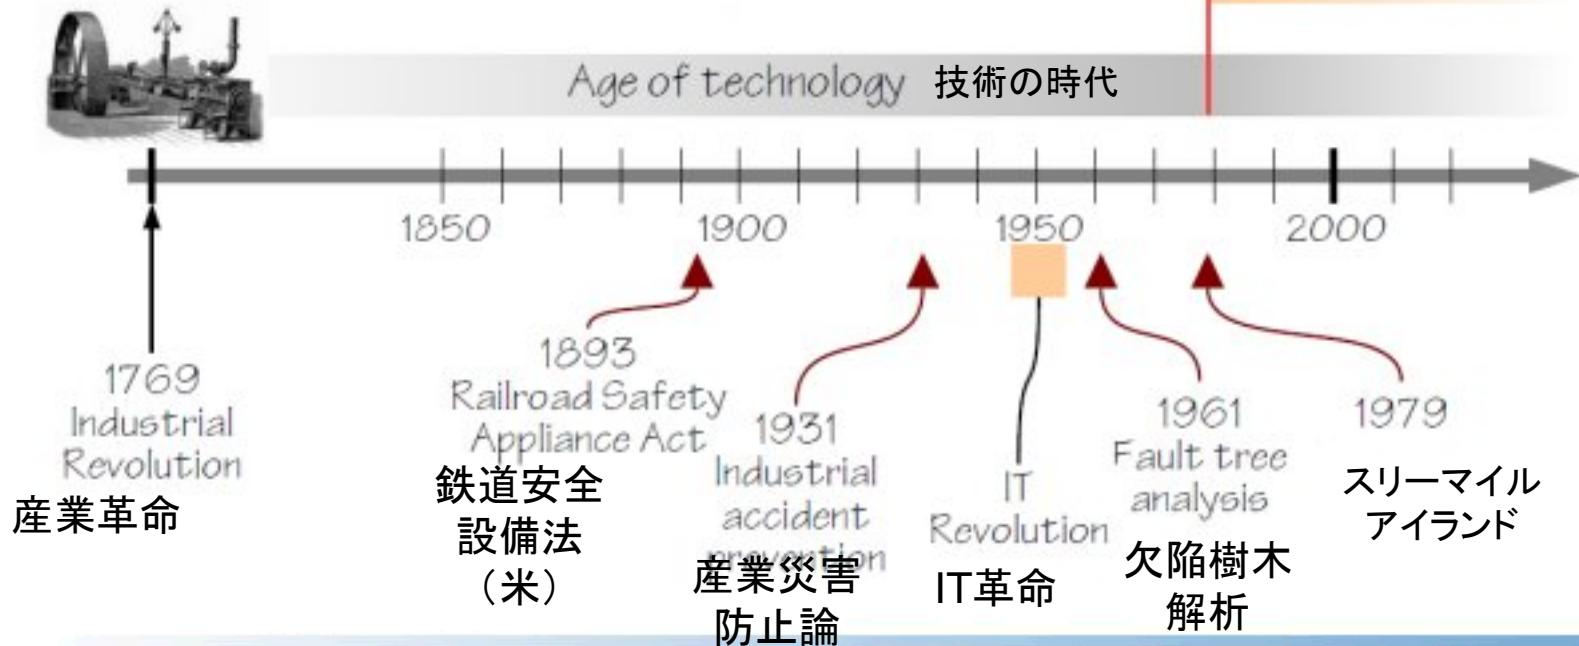 Age of technology 技術の時代
1850 1900 1950 2000
1769
Industrial
Revolution
産業革命
1893
Railroad Safety
Appliance Act
鉄道安全
設備法
（米）
1931
Industrial
accident
prevention
産業災害
防止論
IT
Revolution
IT革命
1961
Fault tree
analysis
欠陥樹木
解析
1979
スリーマイル
アイランド